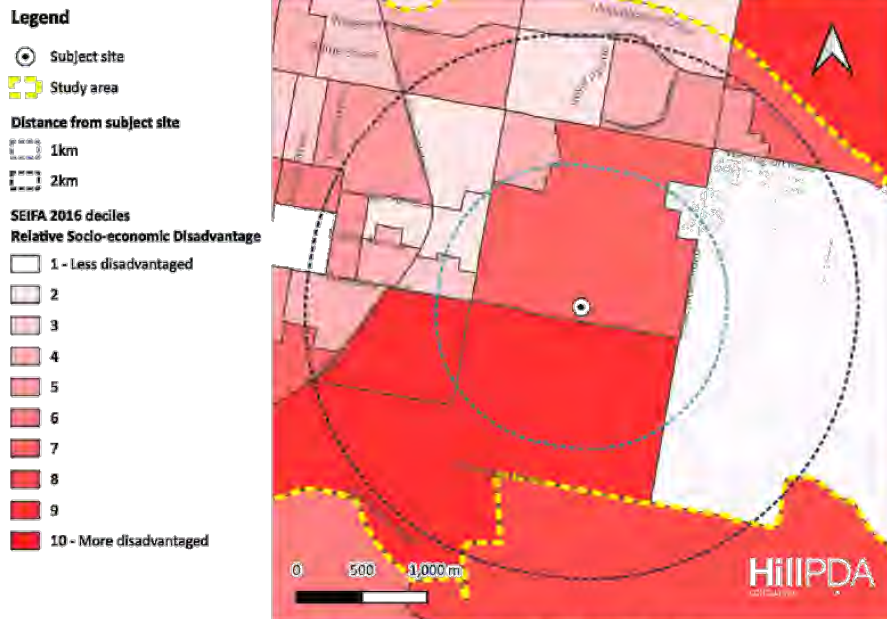 Legend
Subject site
Study area
Distance from subject site
1km
2km
SEIFA 2016 deciles
Relative Socio-economic Disadvantage
1 - Less disadvantaged
2
3
4
5
6
7
8
9
10 - More disadvantaged
0 500 1,000 m
HillPDA